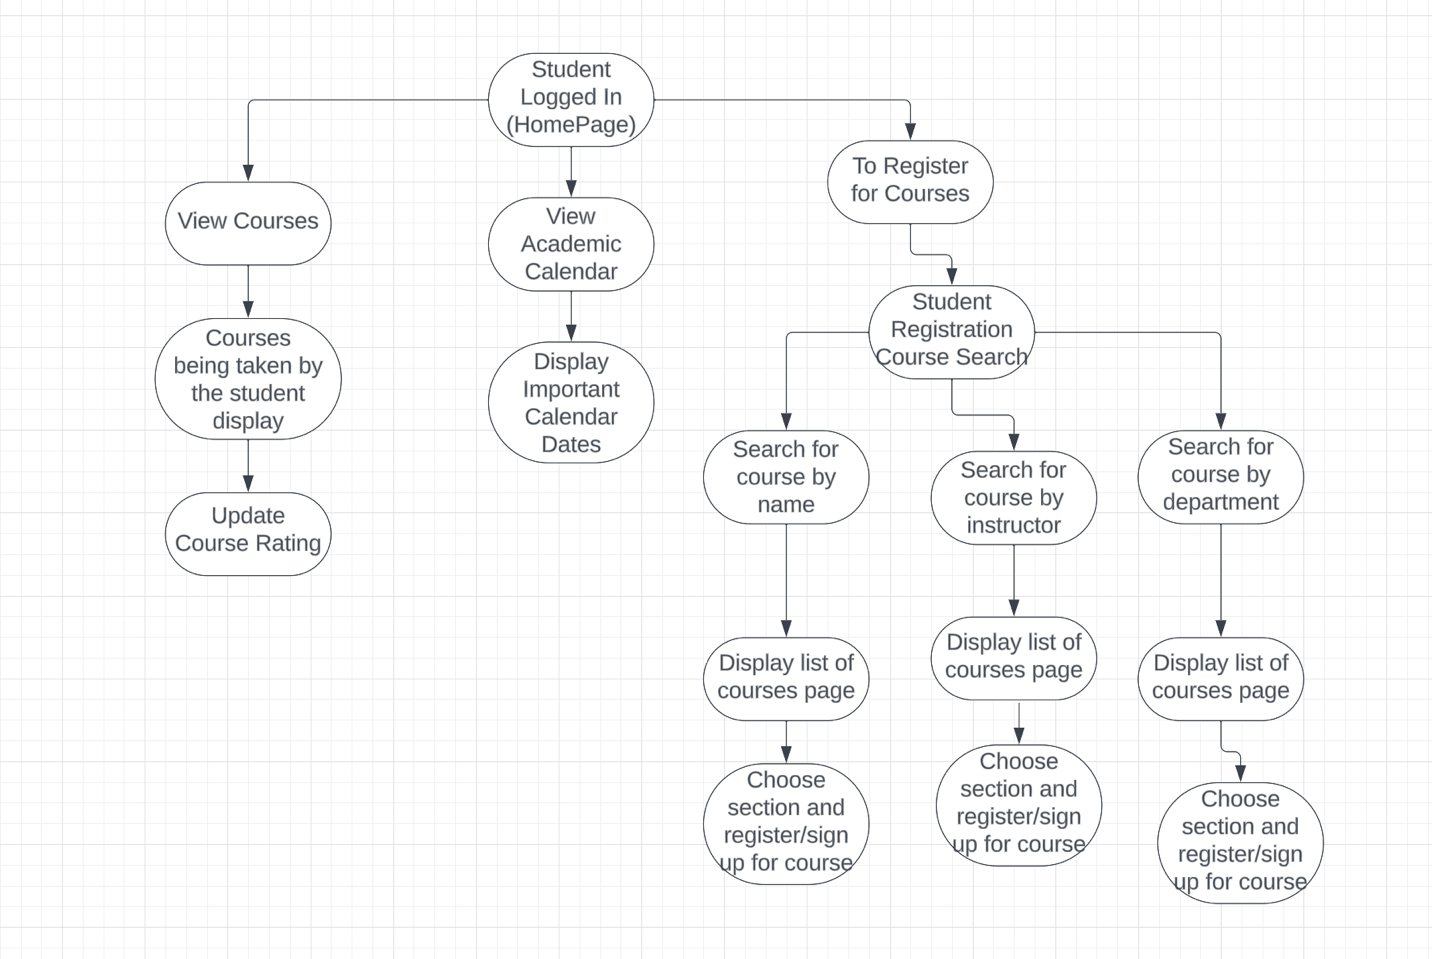 Student
Logged In
(HomePage)
View Courses
Courses
being taken by
the student
display
Update
Course Rating
View
Academic
Calendar
Display
Important
Calendar
Dates
To Register
for Courses
Student
Registration
Course Search
Search for
course by
name
Display list of
courses page
Choose
section and
register/sign
up for course
Search for
course by
instructor
Display list of
courses page
Choose
section and
register/sign
up for course
Search for
course by
department
Display list of
courses page
Choose
section and
register/sign
up for course